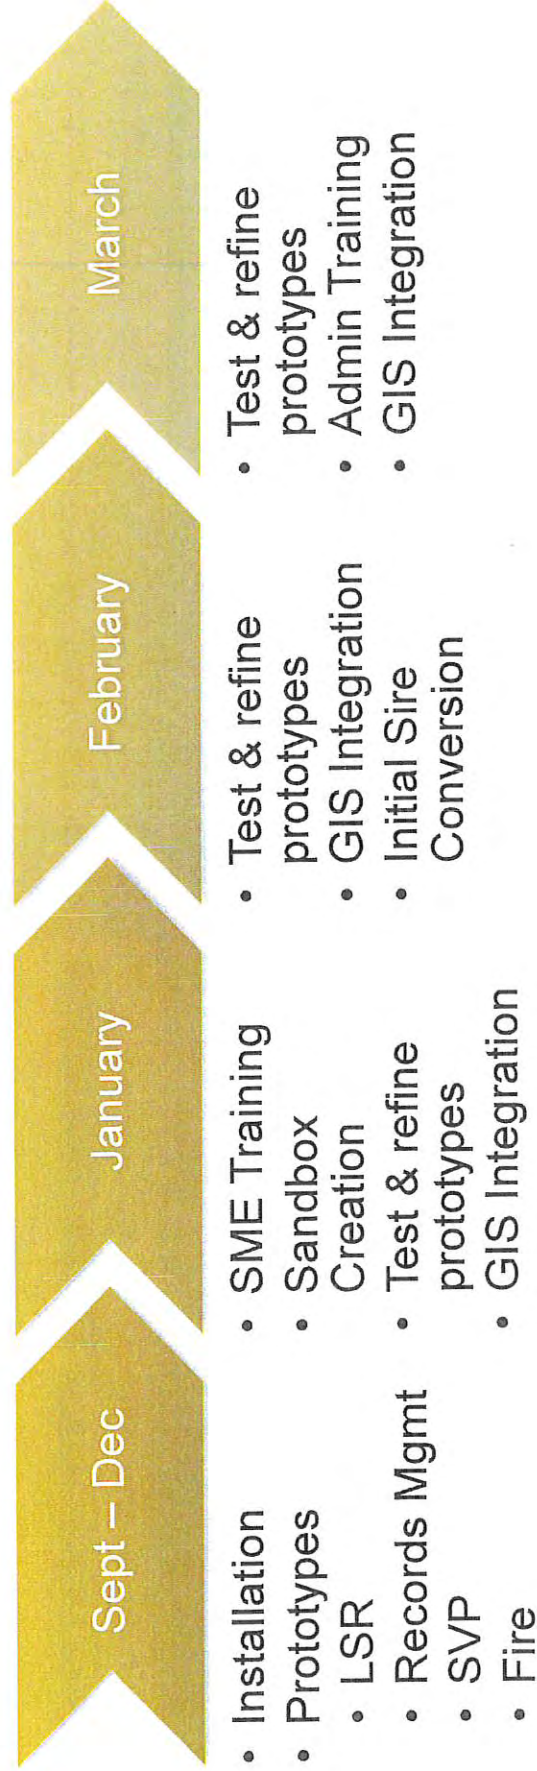 Sept – Dec
• Installation
• Prototypes
• LSR
• Records Mgmt
• SVP
• Fire
January
• SME Training
• Sandbox
Creation
• Test & refine
prototypes
• GIS Integration
February
• Test & refine
prototypes
• GIS Integration
• Initial Sire
Conversion
March
• Test & refine
prototypes
• Admin Training
• GIS Integration